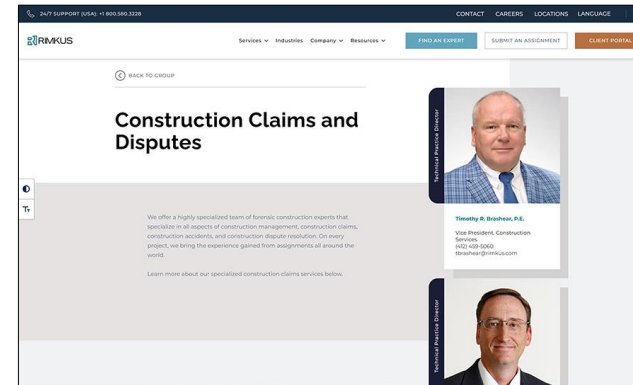 24/7 SUPPORT (USA): +1 800.580.3228
CONTACT CAREERS LOCATIONS LANGUAGE
RIMKUS
Services Industries Company Resources
FIND AN EXPERT
SUBMIT AN ASSIGNMENT
CLIENT PORTAL
BACK TO GROUP
Construction Claims and
Disputes
We offer a highly specialized team of forensic construction experts that
specialize in all aspects of construction management, construction claims,
construction accidents, and construction dispute resolution. On every
project, we bring the experience gained from assignments all around the
world.
Learn more about our specialized construction claims services below.
Tт
Technical Practice Director
Timothy R. Brashear, P.E.
Vice President, Construction
Services
(412) 459-5060
tbrashear@rimkus.com
Technical Practice Director